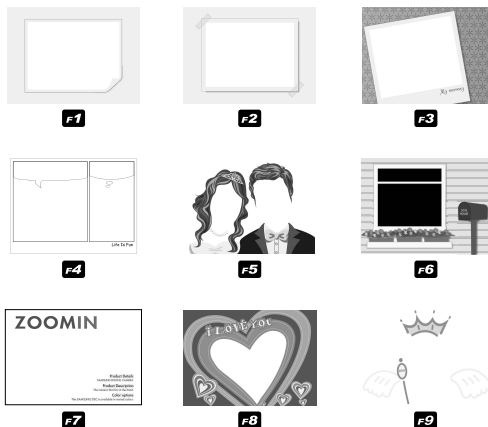 My memory
F1
F2
F3
Life Is Fun
F4
F5
F6
ZOOMIN
Product Details
Product Description
Color options
F7
I LOVE YOU
F8
F9